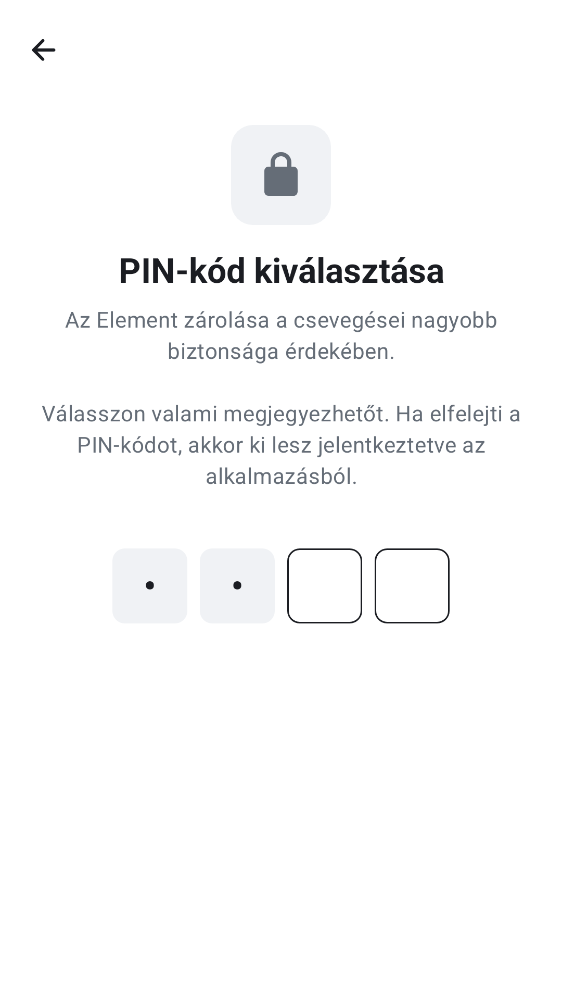 PIN-kód kiválasztása
Az Element zárolása a csevegései nagyobb
biztonsága érdekében.
Válasszon valami megjegyezhetőt. Ha elfelejti a
PIN-kódot, akkor ki lesz jelentkeztetve az
alkalmazásból.